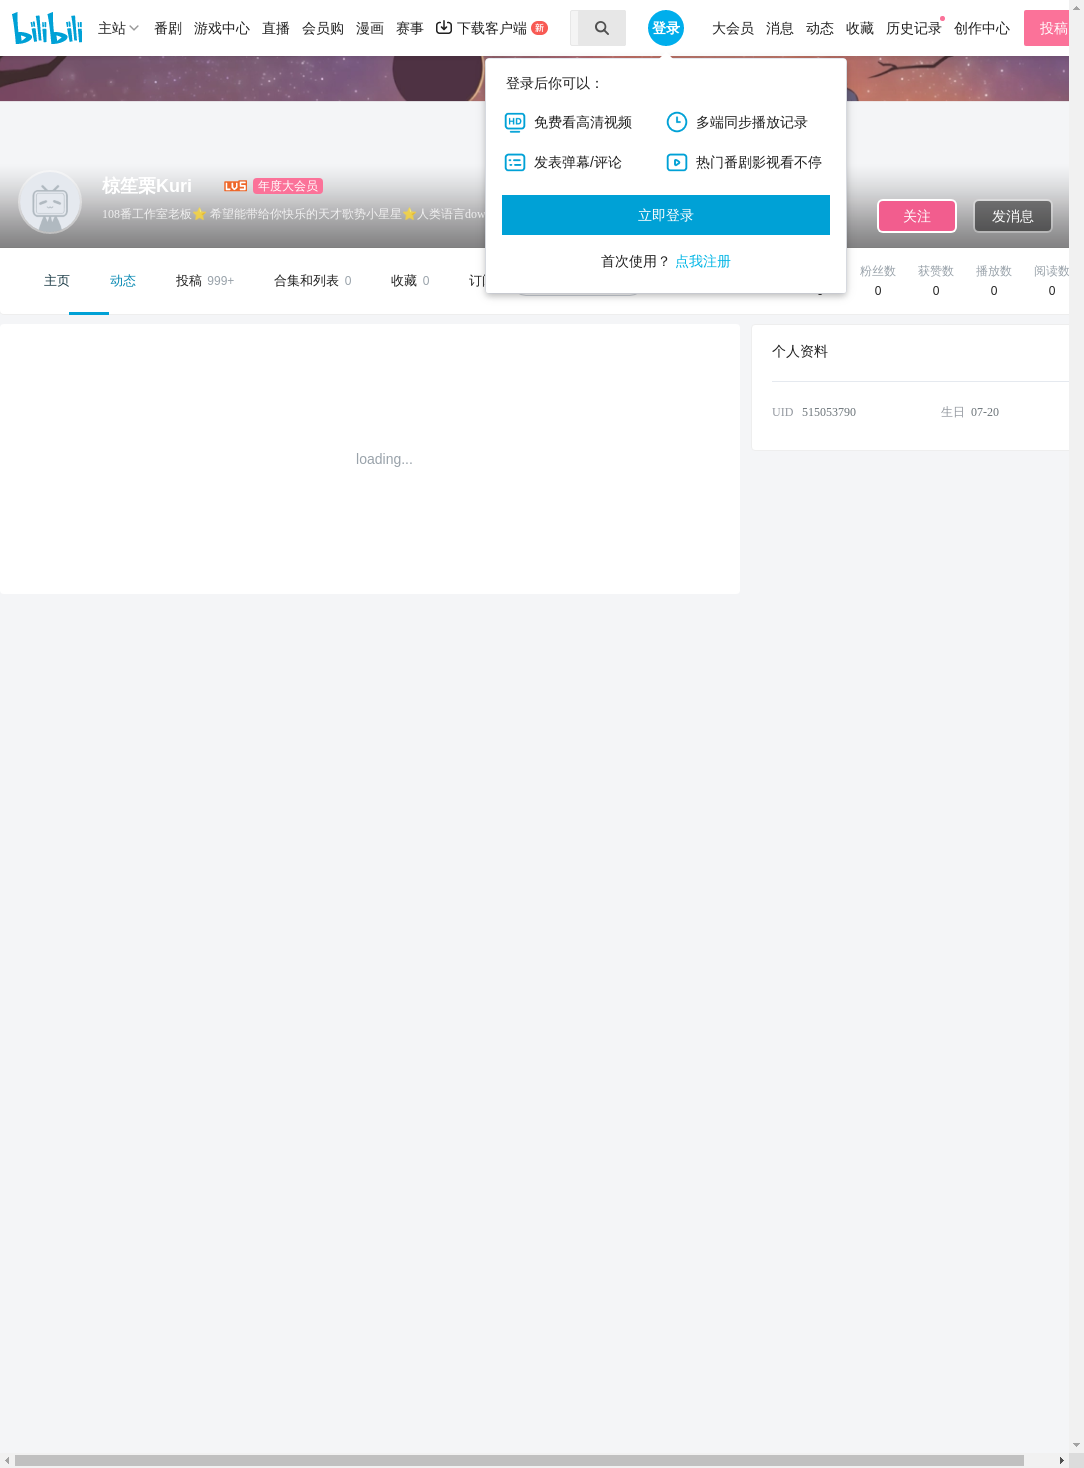 bilibili 主站 番剧 游戏中心 直播 会员购 漫画 赛事 下载客户端 新 登录 大会员 消息 动态 收藏 历史记录 创作中心 投稿
登录后你可以：
HD 免费看高清视频 多端同步播放记录
发表弹幕/评论 热门番剧影视看不停
立即登录
首次使用？ 点我注册
椋笙栗Kuri LV5 年度大会员
108番工作室老板🌟 希望能带给你快乐的天才歌势小星星🌟人类语言dow
关注 发消息
主页 动态 投稿 999+ 合集和列表 0 收藏 0
粉丝数 获赞数 播放数 阅读数
0 0 0 0
loading...
个人资料
UID 515053790 生日 07-20